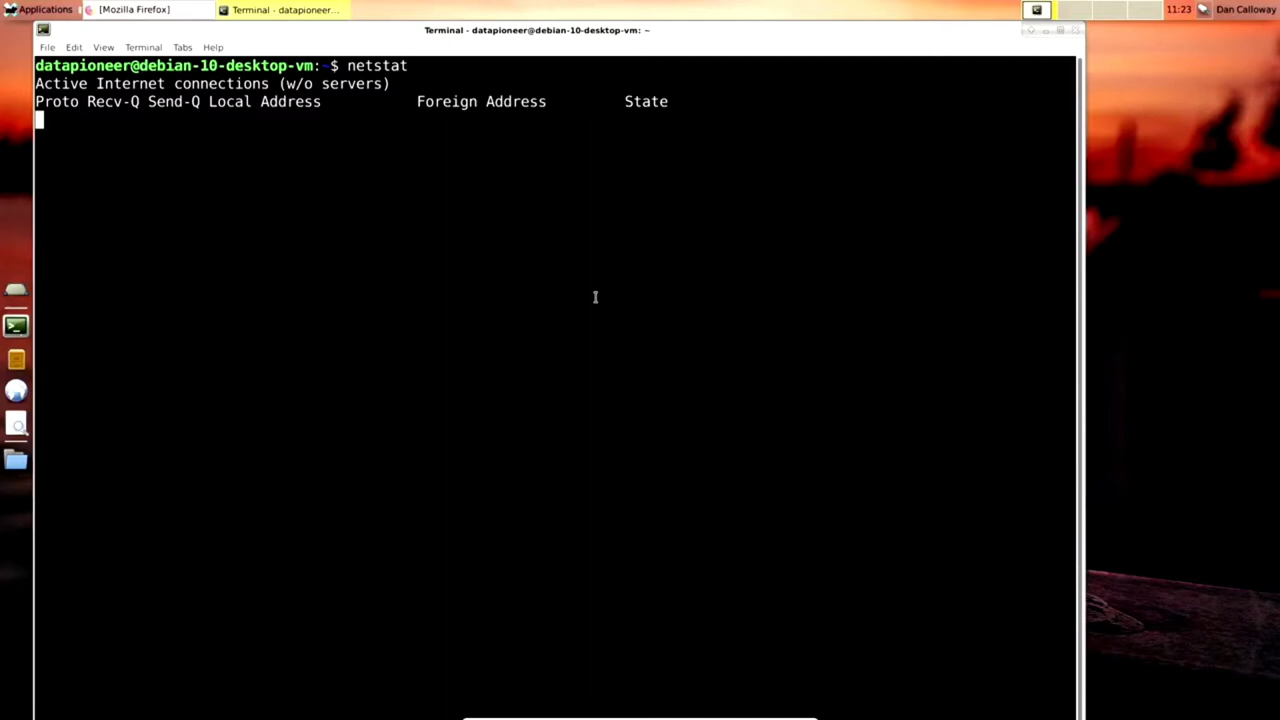 Applications [Mozilla Firefox] Terminal - datapioneer... 11:23 Dan Calloway
Terminal - datapioneer@debian-10-desktop-vm: ~
File Edit View Terminal Tabs Help
datapioneer@debian-10-desktop-vm:~$ netstat
Active Internet connections (w/o servers)
Proto Recv-Q Send-Q Local Address Foreign Address State